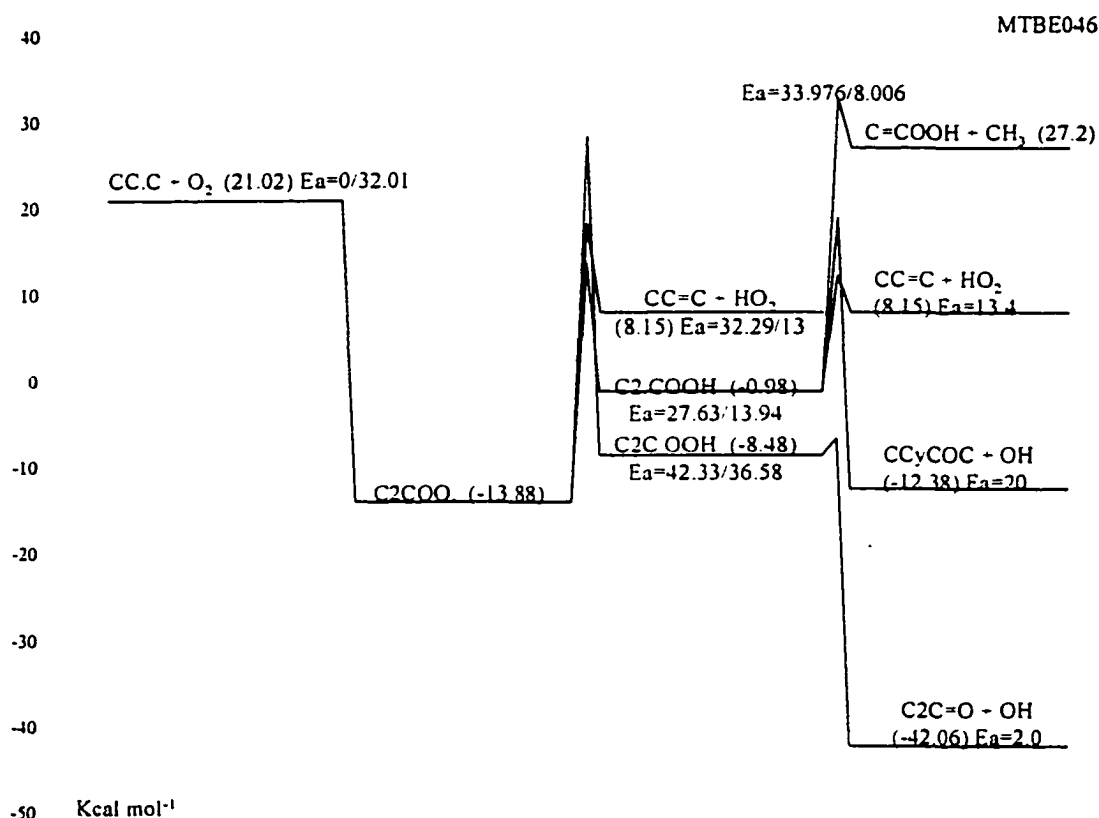 MTBE046
40
30
20
10
0
-10
-20
-30
-40
-50
Kcal mol-1
CC.C + O2 (21.02) Ea=0/32.01
C2COO. (-13.88)
CC=C + HO2
(8.15) Ea=32.29/13
C2.COOH (-0.98)
Ea=27.63/13.94
C2C.OOH (-8.48)
Ea=42.33/36.58
Ea=33.976/8.006
C=COOH + CH3 (27.2)
CC=C + HO2
(8.15) Ea=13.4
CCyCOC + OH
(-12.38) Ea=20
C2C=O + OH
(-42.06) Ea=2.0